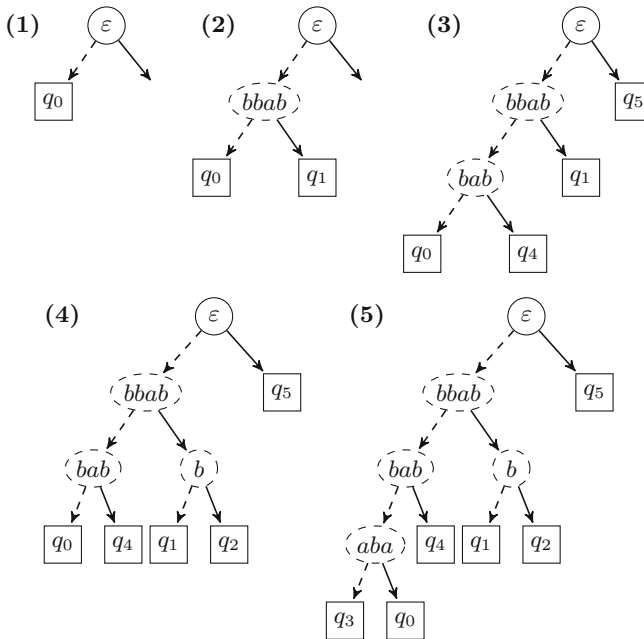 (1) ε (2) ε (3) ε
q0 bbab bbab q5
q0 q1 bab q1
q0 q4
(4) ε (5) ε
bbab q5 bbab q5
bab b bab b
q0 q4 q1 q2 aba q4 q1 q2
q3 q0